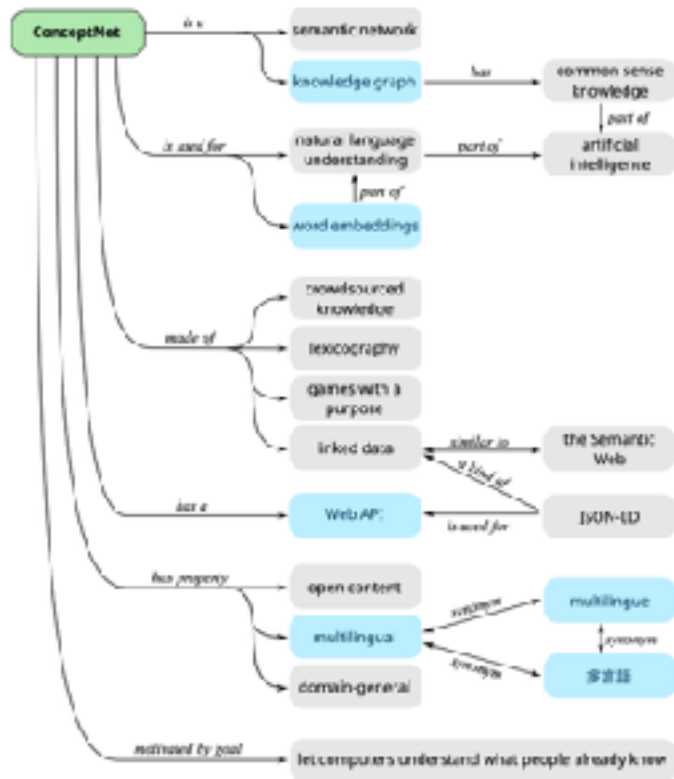 ConceptNet
is a
semantic network
knowledge graph
has
common sense
knowledge
part of
is used for
natural language
understanding
part of
artificial
intelligence
part of
word embeddings
crowdsourced
knowledge
made of
lexicography
games with a
purpose
linked data
similar to
the Semantic
Web
a kind of
has a
Web API
is used for
JSON-LD
has property
open content
multilingual
synonym
multilingue
synonym
synonym
多言語
domain-general
motivated by goal
let computers understand what people already know